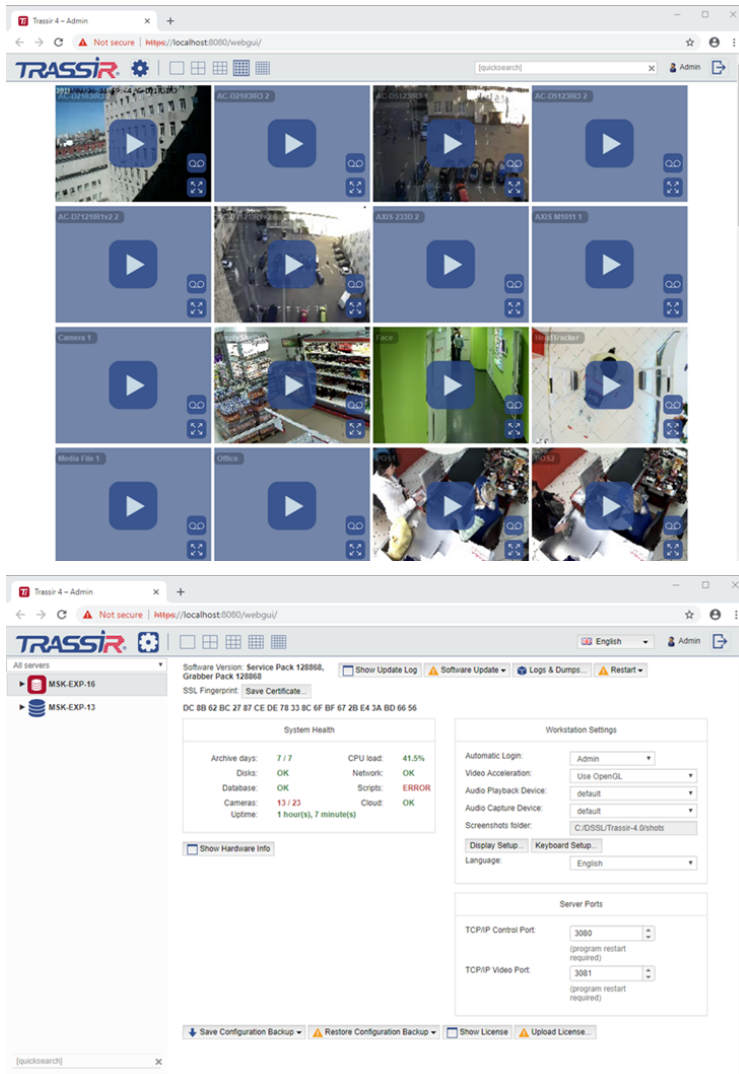 Trassir 4 – Admin
Not secure | https://localhost:8080/webgui/
TRASSIR
[quicksearch]
Admin
AC-D2103IR3 2
AC-D5123IR3 2
AC-D7121IR1v2 2
AXIS 233D 2
AXIS M1011 1
Camera 1
Face
HeatTracker
Media File 1
Office
POS1
POS2
Trassir 4 – Admin
Not secure | https://localhost:8080/webgui/
TRASSIR
English
Admin
All servers
MSK-EXP-16
MSK-EXP-13
Software Version: Service Pack 128868, Grabber Pack 128868
Show Update Log
Software Update
Logs & Dumps...
Restart
SSL Fingerprint: Save Certificate...
DC 8B 62 BC 27 87 CE DE 78 33 8C 6F BF 67 2B E4 3A BD 66 56
System Health
Archive days: 7 / 7 CPU load: 41.5%
Disks: OK Network: OK
Database: OK Scripts: ERROR
Cameras: 13 / 23 Cloud: OK
Uptime: 1 hour(s), 7 minute(s)
Show Hardware Info
Workstation Settings
Automatic Login: Admin
Video Acceleration: Use OpenGL
Audio Playback Device: default
Audio Capture Device: default
Screenshots folder: C:/DSSL/Trassir-4.0/shots
Display Setup... Keyboard Setup...
Language: English
Server Ports
TCP/IP Control Port: 3080
(program restart
required)
TCP/IP Video Port: 3081
(program restart
required)
Save Configuration Backup
Restore Configuration Backup
Show License
Upload License...
[quicksearch]